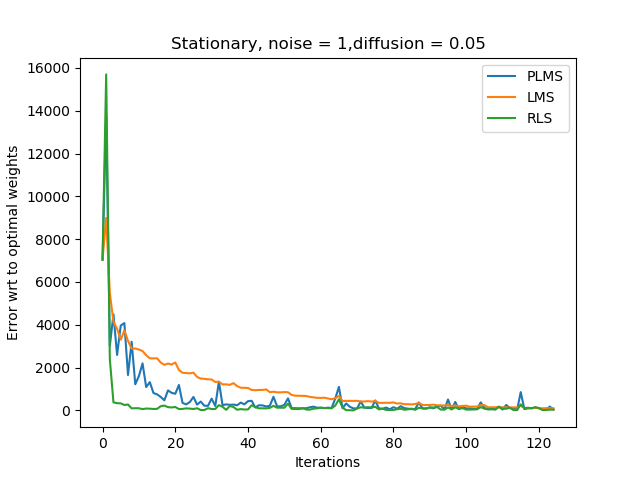 Stationary, noise = 1,diffusion = 0.05
16000
14000
12000
10000
8000
6000
4000
2000
0
Error wrt to optimal weights
PLMS
LMS
RLS
0 20 40 60 80 100 120
Iterations